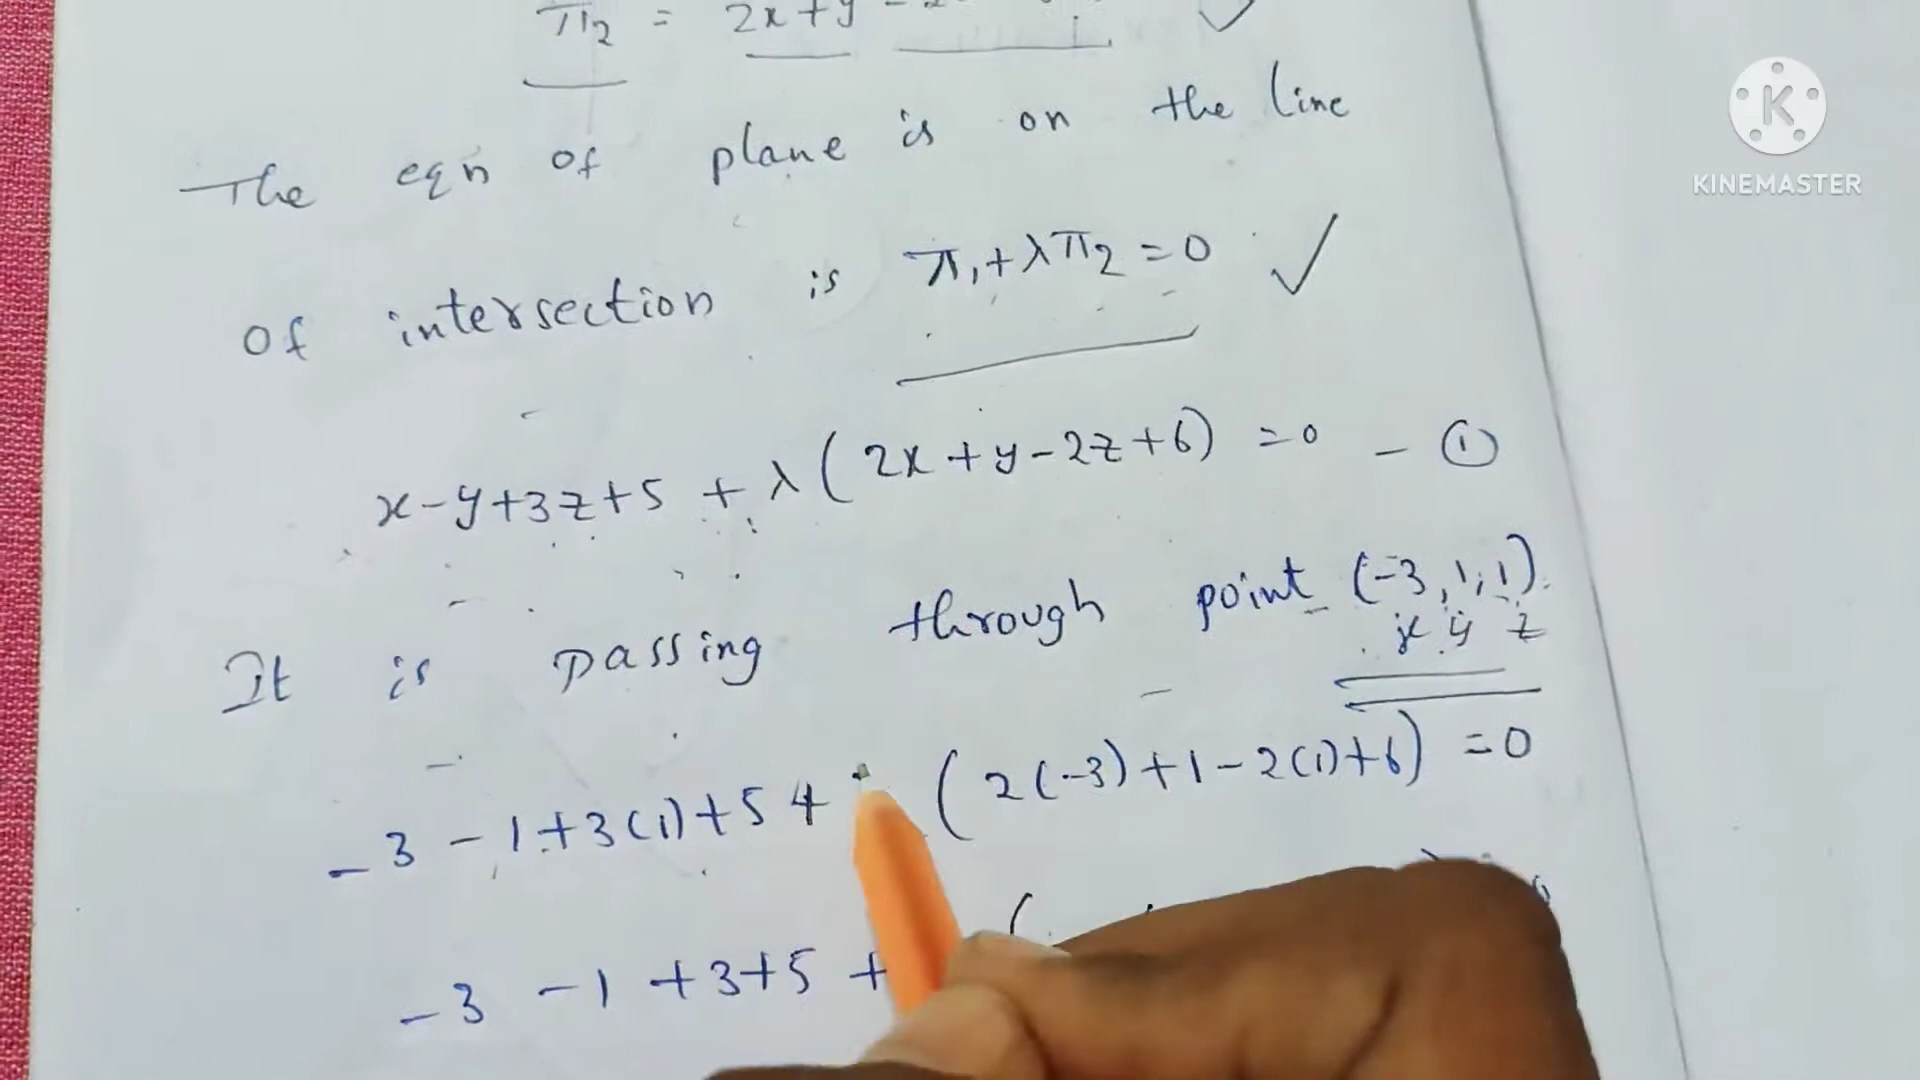 π₂ = 2x+y
The eqn of plane is on the line
of intersection is π₁+λπ₂=0 ✓
x-y+3z+5 + λ(2x+y-2z+6) =0 - ①
It is passing through point (-3,1,1).
x y z
-3 -1+3(1)+5+ (2(-3)+1-2(1)+6) =0
-3 -1 +3+5 + (
K
KINEMASTER